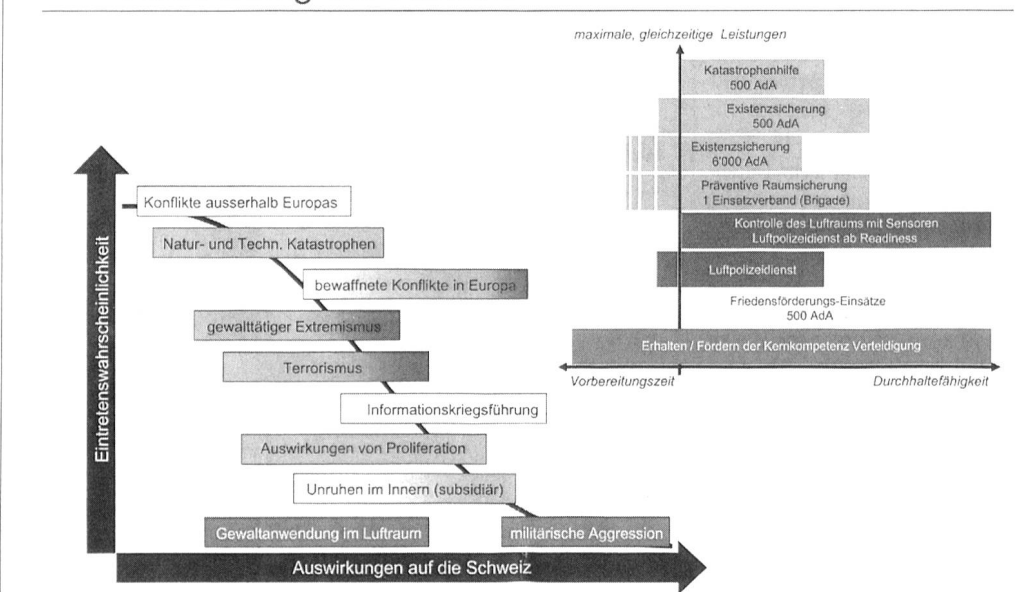 maximale, gleichzeitige Leistungen
Katastrophenhilfe
500 AdA
Existenzsicherung
500 AdA
Existenzsicherung
6'000 AdA
Präventive Raumsicherung
1 Einsatzverband (Brigade)
Kontrolle des Luftraums mit Sensoren
Luftpolizeidienst ab Readiness
Luftpolizeidienst
Friedensförderungs-Einsätze
500 AdA
Erhalten / Fördern der Kernkompetenz Verteidigung
Vorbereitungszeit
Durchhaltefähigkeit
Eintretenswahrscheinlichkeit
Konflikte ausserhalb Europas
Natur- und Techn. Katastrophen
bewaffnete Konflikte in Europa
gewalttätiger Extremismus
Terrorismus
Informationskriegsführung
Auswirkungen von Proliferation
Unruhen im Innern (subsidiär)
Gewaltanwendung im Luftraum
militärische Aggression
Auswirkungen auf die Schweiz